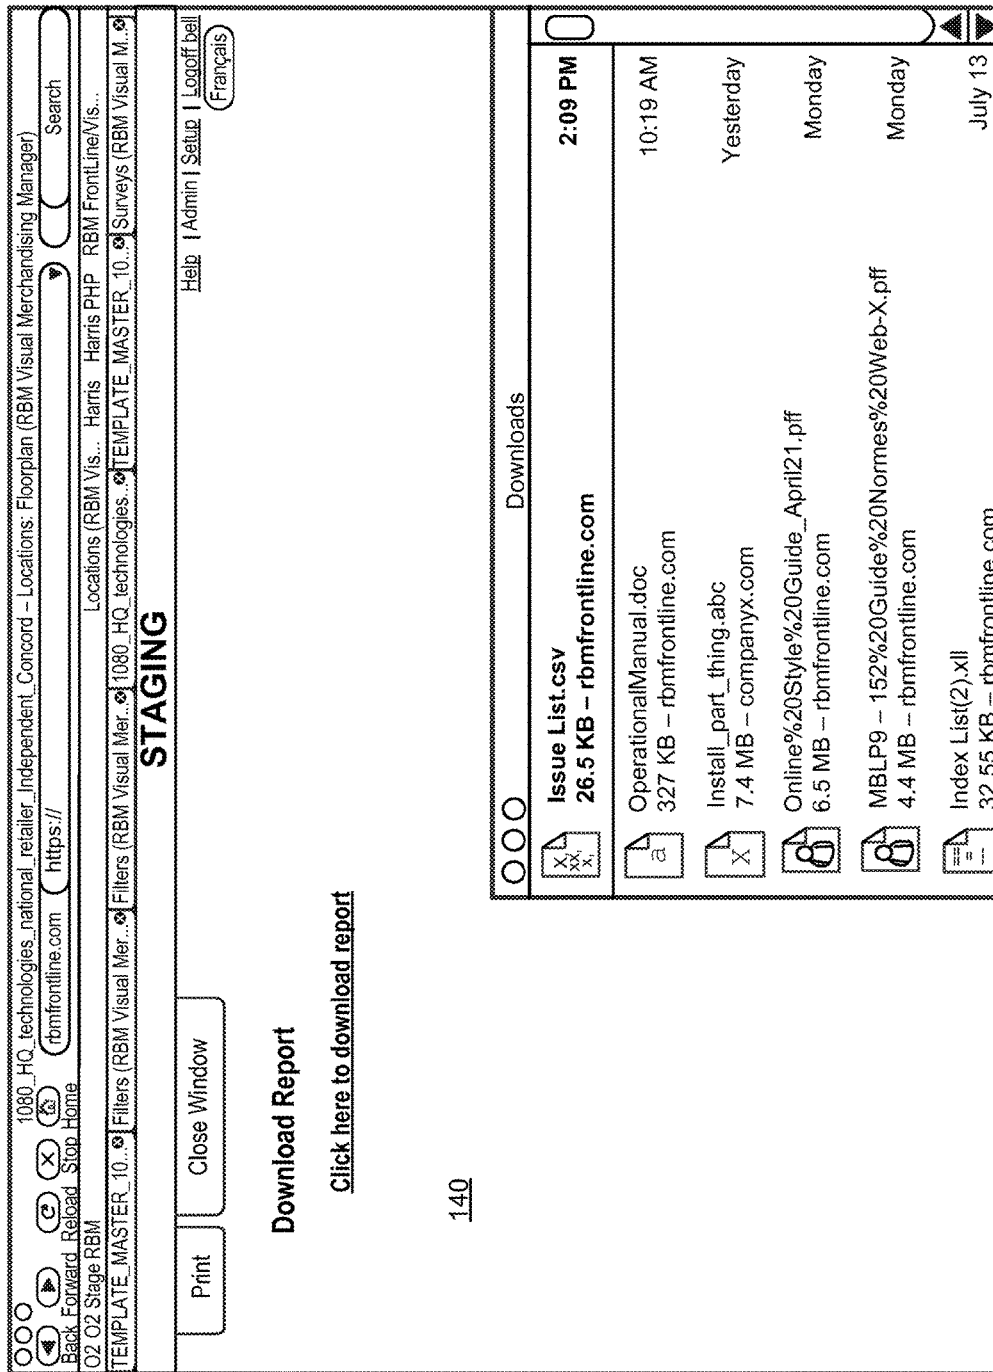 1080_HQ_technologies_national_retailer_Independent_Concord – Locations: Floorplan (RBM Visual Merchandising Manager)
rbmfrontline.com https:// Search
Back Forward Reload Stop Home
O2 O2 Stage RBM Locations (RBM Vis... Harris Harris PHP RBM FrontLine/Vis...
TEMPLATE_MASTER_10... Filters (RBM Visual Mer... Filters (RBM Visual Mer... 1080_HQ_technologies... TEMPLATE_MASTER_10... Surveys (RBM Visual M...
STAGING
Print Close Window Help | Admin | Setup | Logoff bell
Français
Download Report
Click here to download report
140
Downloads
Issue List.csv 2:09 PM
26.5 KB – rbmfrontline.com
X,
XX,
X,
OperationalManual.doc 10:19 AM
327 KB – rbmfrontline.com
a
Install_part_thing.abc Yesterday
7.4 MB – companyx.com
X
Online%20Style%20Guide_April21.pff Monday
6.5 MB – rbmfrontline.com
MBLP9 – 152%20Guide%20Normes%20Web-X.pff Monday
4.4 MB – rbmfrontline.com
Index List(2).xll July 13
32.55 KB – rbmfrontline.com